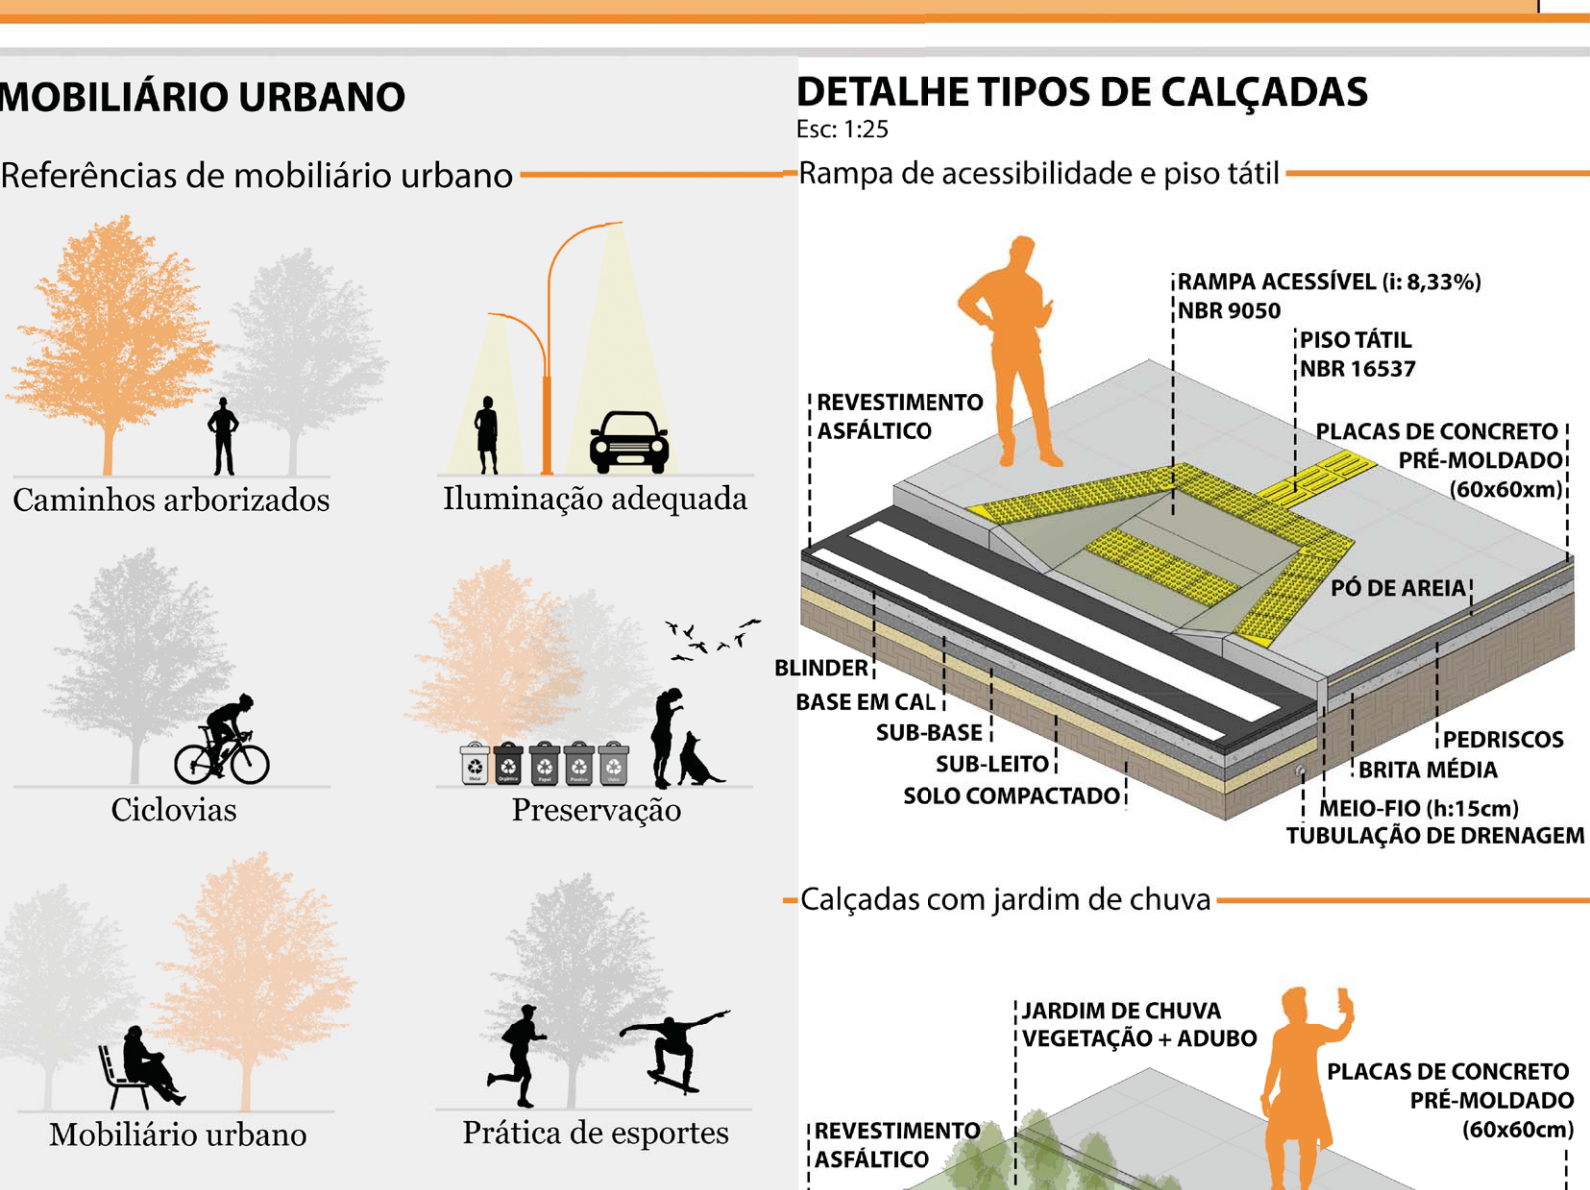 MOBILIÁRIO URBANO
Referências de mobiliário urbano
Caminhos arborizados
Iluminação adequada
Ciclovias
Orgânico
Papel
Preservação
Mobiliário urbano
Prática de esportes
DETALHE TIPOS DE CALÇADAS
Esc: 1:25
Rampa de acessibilidade e piso tátil
RAMPA ACESSÍVEL (i: 8,33%)
NBR 9050
PISO TÁTIL
NBR 16537
REVESTIMENTO
ASFÁLTICO
PLACAS DE CONCRETO
PRÉ-MOLDADO
(60x60xm)
PÓ DE AREIA
BLINDER
BASE EM CAL
SUB-BASE
SUB-LEITO
SOLO COMPACTADO
PEDRISCOS
BRITA MÉDIA
MEIO-FIO (h:15cm)
TUBULAÇÃO DE DRENAGEM
Calçadas com jardim de chuva
JARDIM DE CHUVA
VEGETAÇÃO + ADUBO
PLACAS DE CONCRETO
PRÉ-MOLDADO
(60x60cm)
REVESTIMENTO
ASFÁLTICO